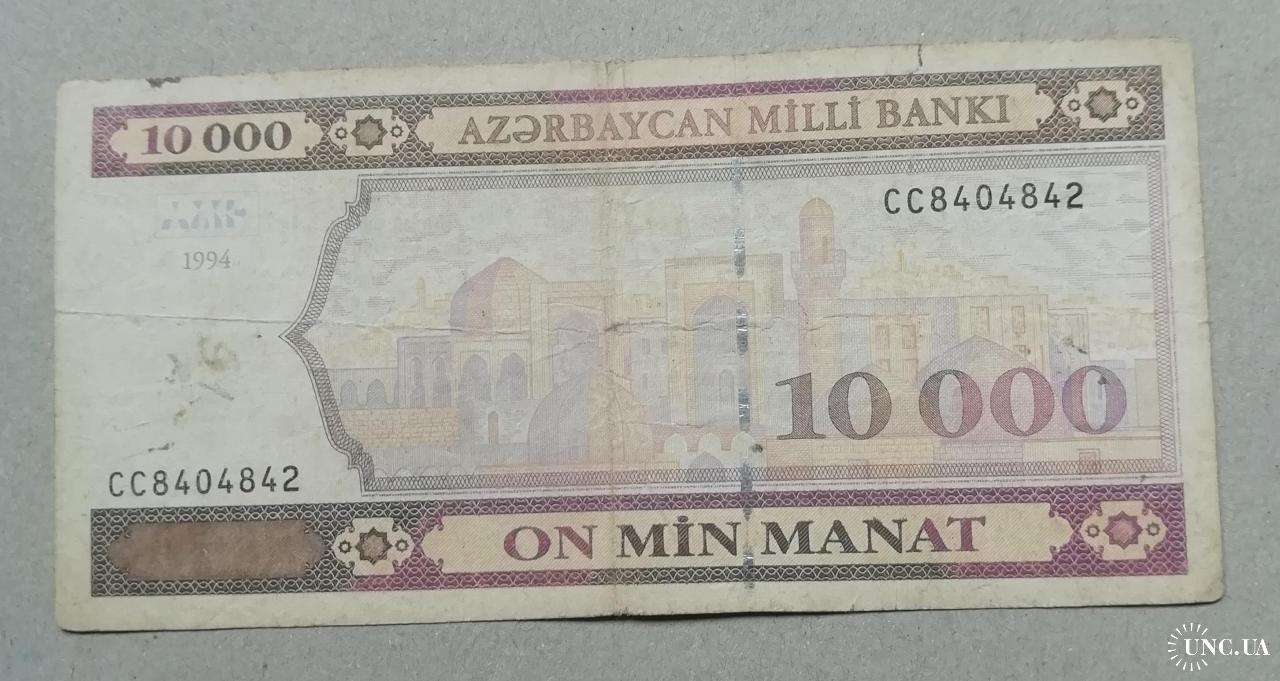 10 000
AZƏRBAYCAN MİLLİ BANKI
CC8404842
1994
10 000
CC8404842
ON MİN MANAT
UNC.UA